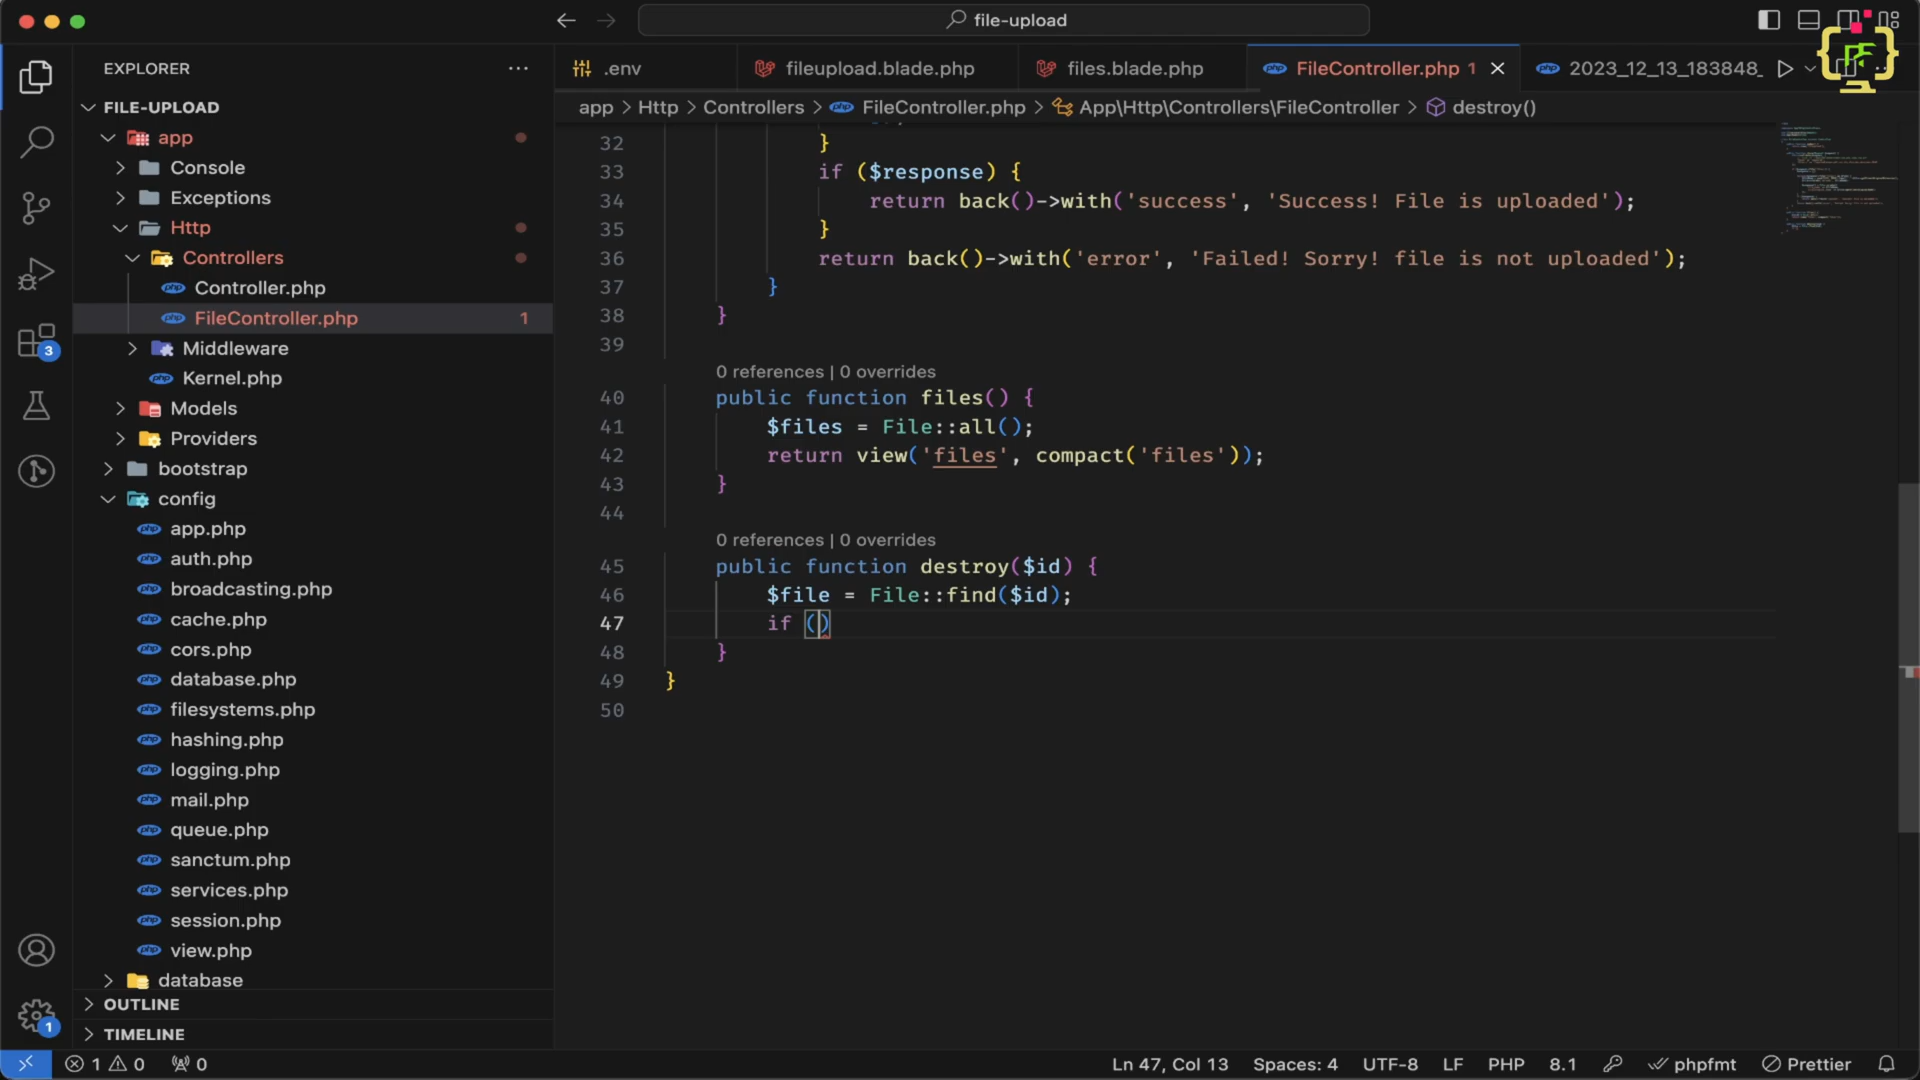 file-upload
EXPLORER
FILE-UPLOAD
app
Console
Exceptions
Http
Controllers
Controller.php
FileController.php 1
Middleware
Kernel.php
Models
Providers
bootstrap
config
app.php
auth.php
broadcasting.php
cache.php
cors.php
database.php
filesystems.php
hashing.php
logging.php
mail.php
queue.php
sanctum.php
services.php
session.php
view.php
database
OUTLINE
TIMELINE
3
1
.env
fileupload.blade.php
files.blade.php
FileController.php 1
2023_12_13_183848_
app > Http > Controllers > FileController.php > App\Http\Controllers\FileController > destroy()
32 }
33 if ($response) {
34 return back()->with('success', 'Success! File is uploaded');
35 }
36 return back()->with('error', 'Failed! Sorry! file is not uploaded');
37 }
38 }
39
0 references | 0 overrides
40 public function files() {
41 $files = File::all();
42 return view('files', compact('files'));
43 }
44
0 references | 0 overrides
45 public function destroy($id) {
46 $file = File::find($id);
47 if ()
48 }
49 }
50
1 0 0
Ln 47, Col 13 Spaces: 4 UTF-8 LF PHP 8.1 phpfmt Prettier